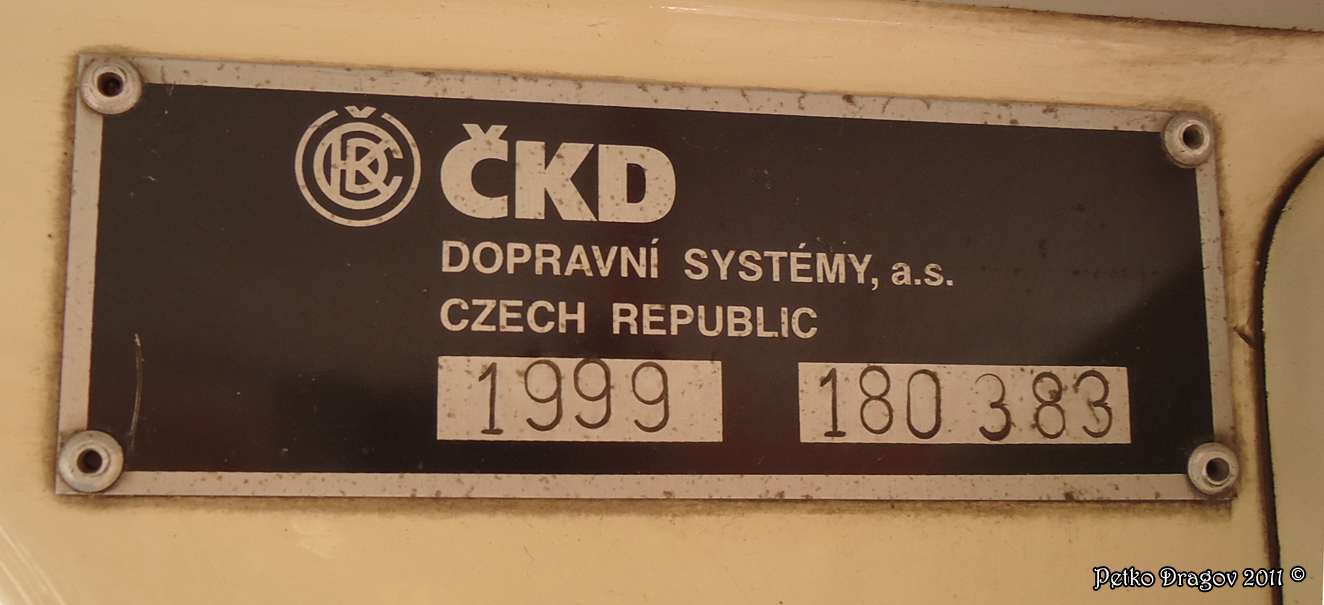 ČKD
DOPRAVNÍ SYSTÉMY, a.s.
CZECH REPUBLIC
1999 180 383
Petko Dragov 2011 ©